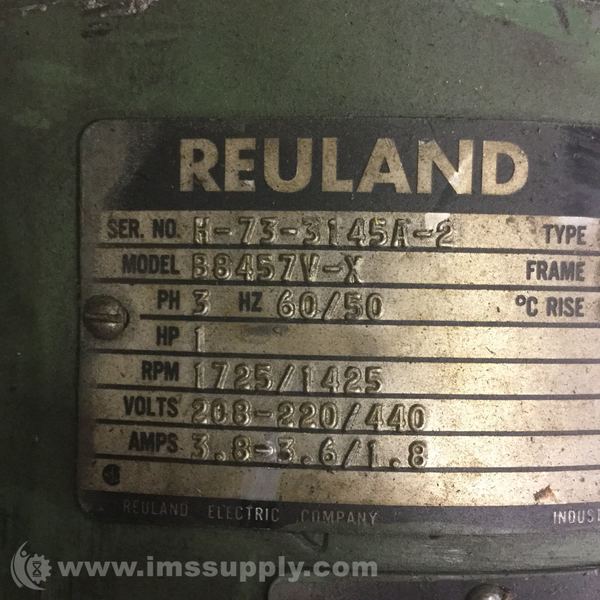 REULAND
SER. NO. H-73-3145A-2 TYPE
MODEL B8457V-X FRAME
PH 3 HZ 60/50 °C RISE
HP 1
RPM 1725/1425
VOLTS 208-220/440
AMPS 3.8-3.6/1.8
REULAND ELECTRIC COMPANY INDUST
www.imssupply.com